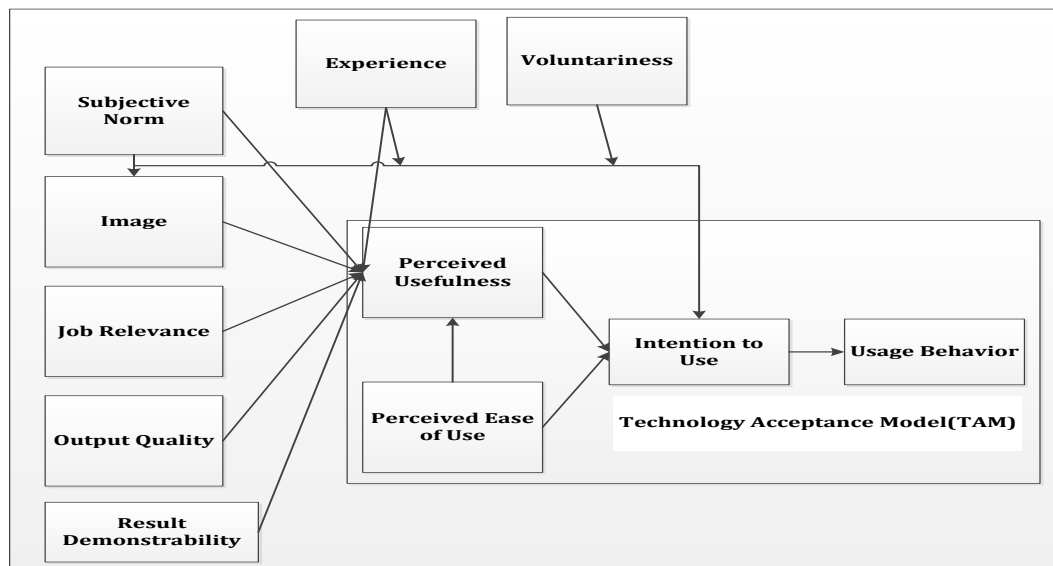 Experience
Voluntariness
Subjective
Norm
Image
Perceived
Usefulness
Job Relevance
Intention to
Use
Usage Behavior
Perceived Ease
of Use
Technology Acceptance Model(TAM)
Output Quality
Result
Demonstrability